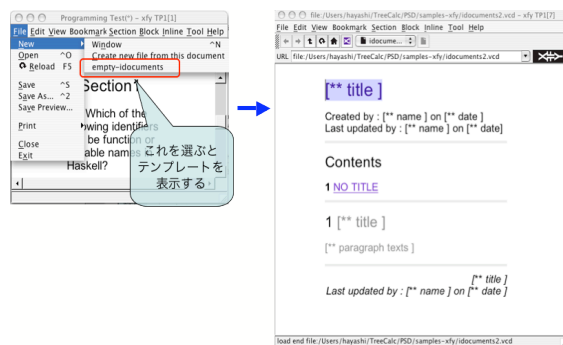 Programming Test(*) - xfy TP1[1]
File Edit View Bookmark Section Block Inline Tool Help
New
Open ^O
Reload F5
Save ^S
Save As... ^2
Save Preview...
Print
Close
Exit
Window ^N
Create new file from this document
empty-idocuments
Section
Which of the
owing identifiers
be function or
able names
Haskell?
これを選ぶと
テンプレートを
表示する
file:/Users/hayashi/TreeCalc/PSD/samples-xfy/idocuments2.vcd - xfy TP1[7]
File Edit View Bookmark Section Block Inline Tool Help
idocume...
URL file:/Users/hayashi/TreeCalc/PSD/samples-xfy/idocuments2.vcd
[** title ]
Created by : [** name ] on [** date ]
Last updated by : [** name ] on [** date]
Contents
1 NO TITLE
1 [** title ]
[** paragraph texts ]
[** title ]
Last updated by : [** name ] on [** date ]
load end file:/Users/hayashi/TreeCalc/PSD/samples-xfy/idocuments2.vcd